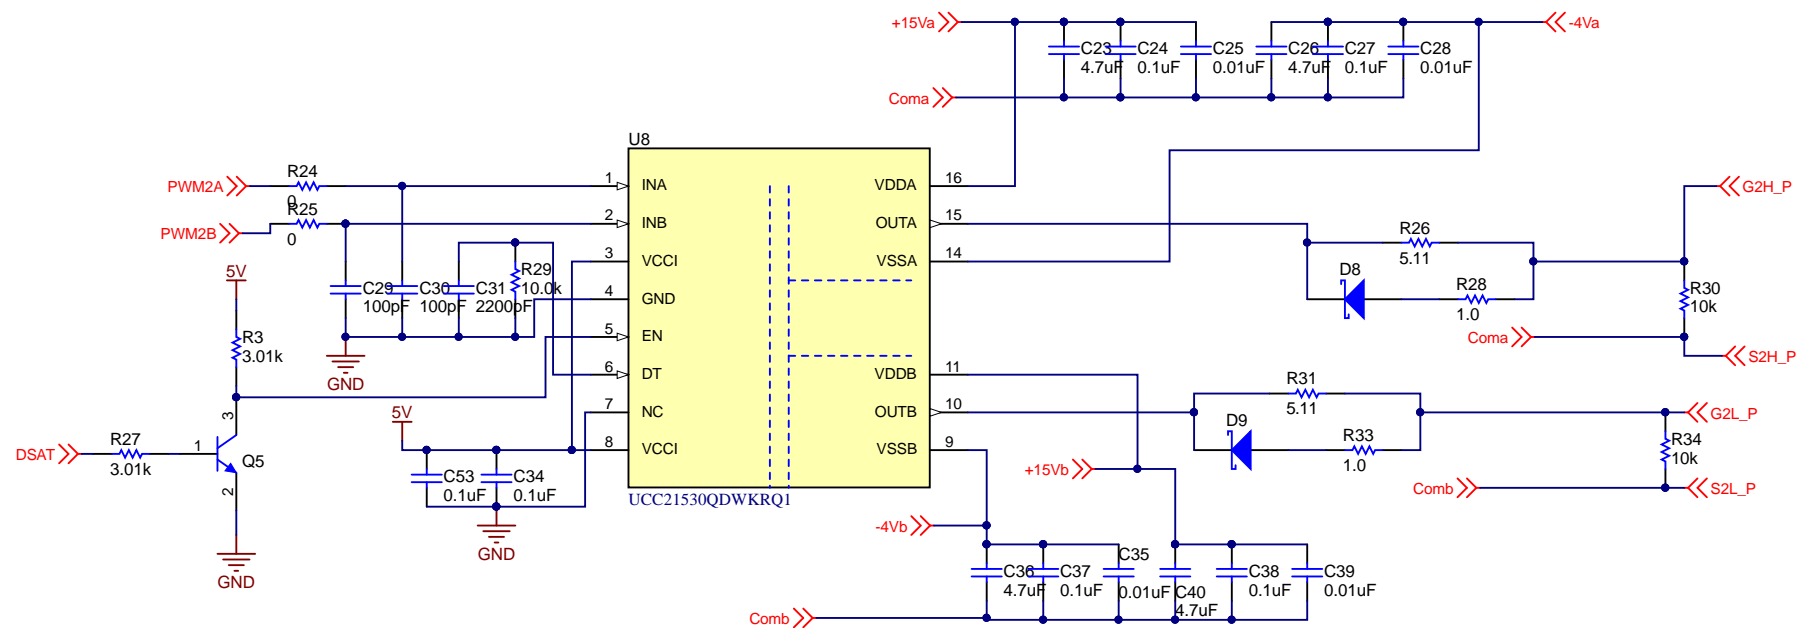 +15Va
-4Va
C23
4.7uF
C24
0.1uF
C25
0.01uF
C26
4.7uF
C27
0.1uF
C28
0.01uF
Coma
U8
PWM2A
R24
0
1
INA
VDDA
16
PWM2B
R25
0
2
INB
OUTA
15
3
VCCI
VSSA
14
4
GND
5
EN
6
DT
VDDB
11
7
NC
OUTB
10
8
VCCI
VSSB
9
UCC21530QDWKRQ1
C29
100pF
C30
100pF
C31
2200pF
R29
10.0k
GND
5V
R3
3.01k
DSAT
R27
3.01k
1
3
2
Q5
GND
5V
C53
0.1uF
C34
0.1uF
GND
G2H_P
R26
5.11
D8
R28
1.0
R30
10k
Coma
S2H_P
R31
5.11
D9
R33
1.0
G2L_P
R34
10k
Comb
S2L_P
+15Vb
-4Vb
C36
4.7uF
C37
0.1uF
C35
0.01uF
C40
4.7uF
C38
0.1uF
C39
0.01uF
Comb